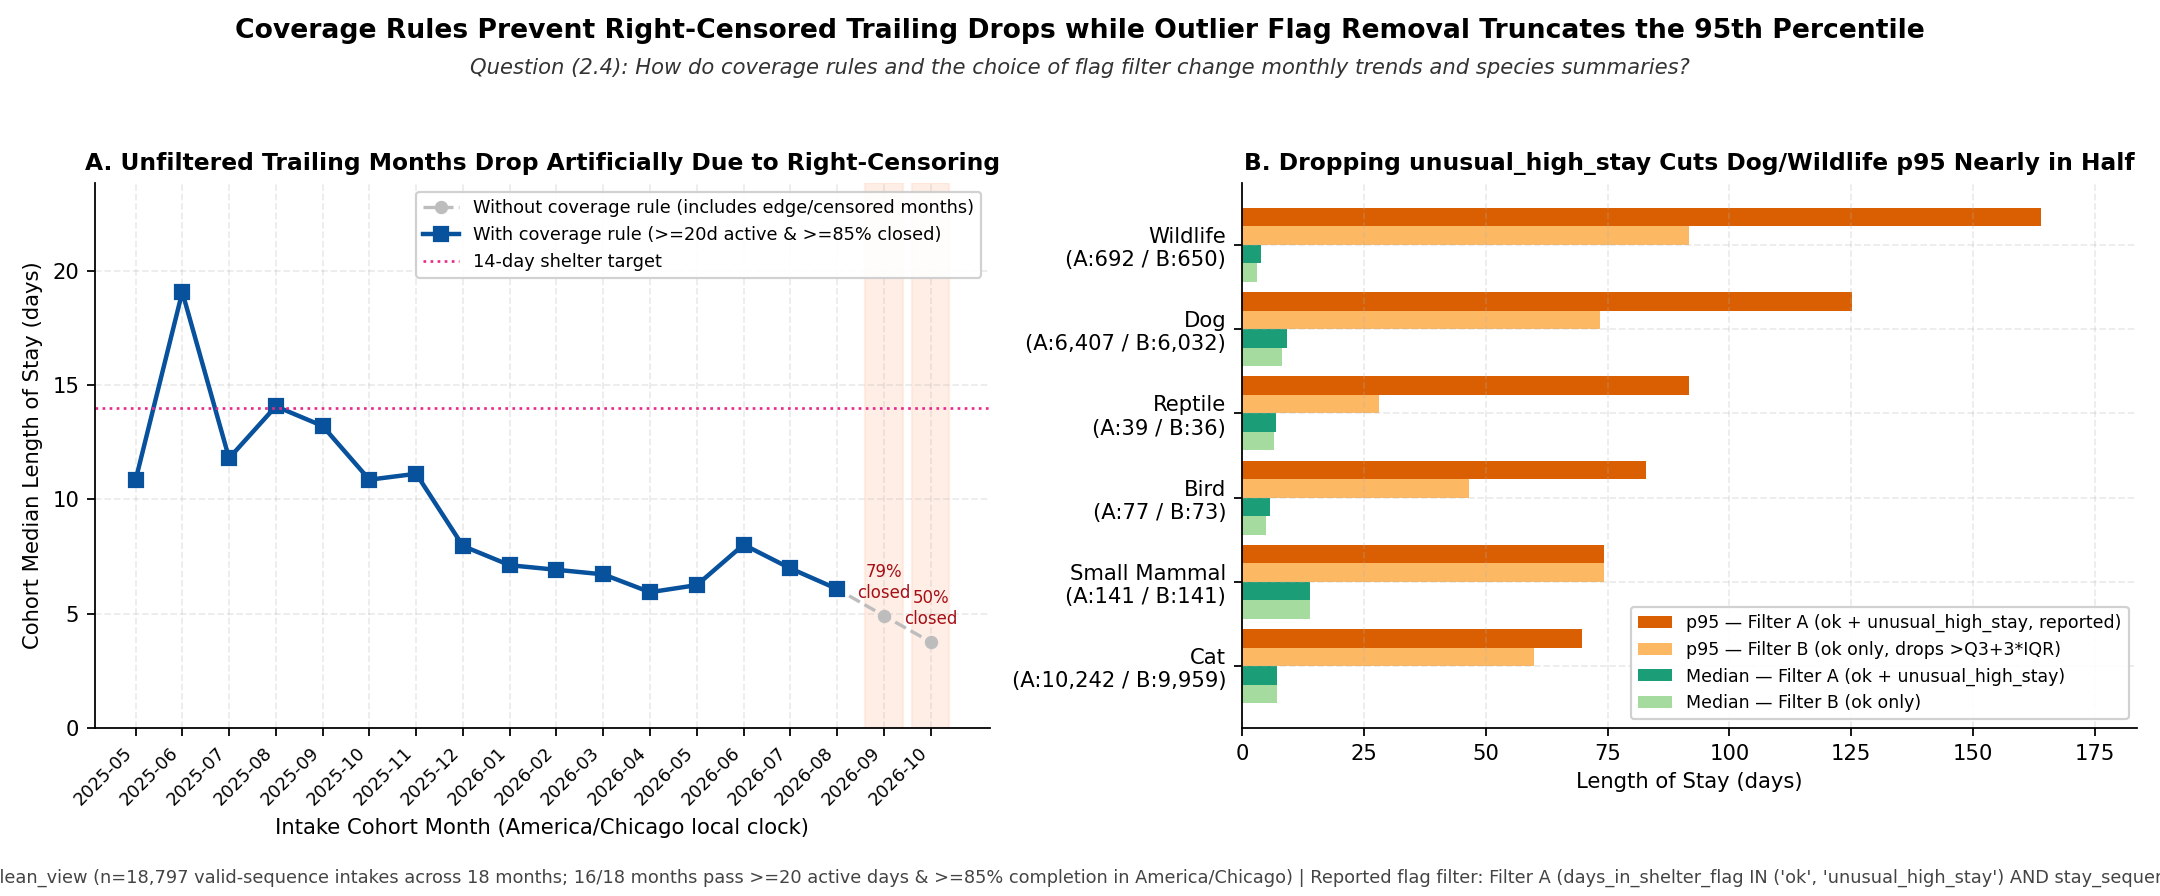 Coverage Rules Prevent Right-Censored Trailing Drops while Outlier Flag Removal Truncates the 95th Percentile
Question (2.4): How do coverage rules and the choice of flag filter change monthly trends and species summaries?
A. Unfiltered Trailing Months Drop Artificially Due to Right-Censoring
Without coverage rule (includes edge/censored months)
With coverage rule (>=20d active & >=85% closed)
14-day shelter target
Cohort Median Length of Stay (days)
20
15
10
5
0
79%
closed
50%
closed
2025-05
2025-06
2025-07
2025-08
2025-09
2025-10
2025-11
2025-12
2026-01
2026-02
2026-03
2026-04
2026-05
2026-06
2026-07
2026-08
2026-09
2026-10
Intake Cohort Month (America/Chicago local clock)
B. Dropping unusual_high_stay Cuts Dog/Wildlife p95 Nearly in Half
Wildlife
(A:692 / B:650)
Dog
(A:6,407 / B:6,032)
Reptile
(A:39 / B:36)
Bird
(A:77 / B:73)
Small Mammal
(A:141 / B:141)
Cat
(A:10,242 / B:9,959)
p95 — Filter A (ok + unusual_high_stay, reported)
p95 — Filter B (ok only, drops >Q3+3*IQR)
Median — Filter A (ok + unusual_high_stay)
Median — Filter B (ok only)
0
25
50
75
100
125
150
175
Length of Stay (days)
lean_view (n=18,797 valid-sequence intakes across 18 months; 16/18 months pass >=20 active days & >=85% completion in America/Chicago) | Reported flag filter: Filter A (days_in_shelter_flag IN ('ok', 'unusual_high_stay') AND stay_sequen